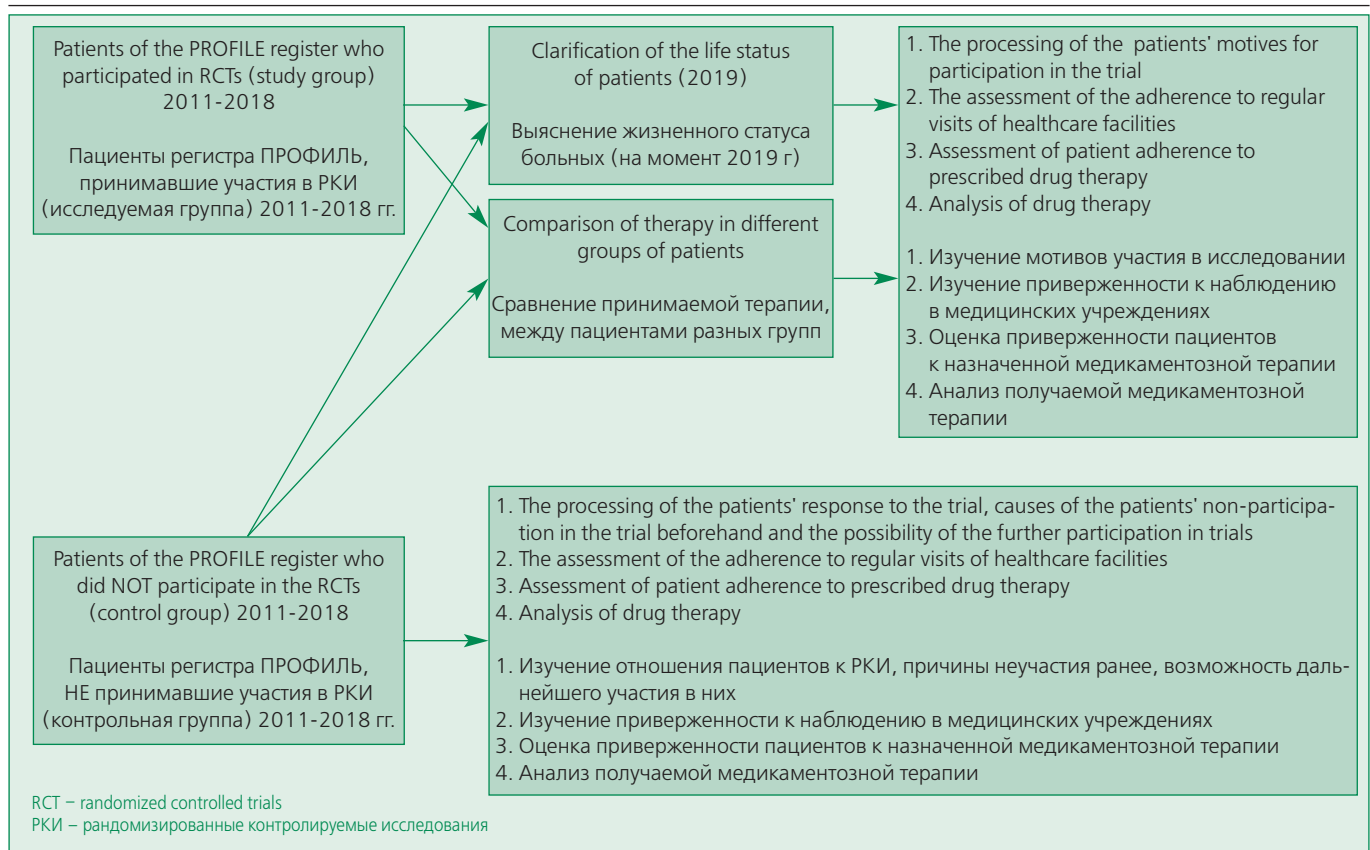 Patients of the PROFILE register who
participated in RCTs (study group)
2011-2018
Пациенты регистра ПРОФИЛЬ,
принимавшие участия в РКИ
(исследуемая группа) 2011-2018 гг.
Clarification of the life status
of patients (2019)
Выяснение жизненного статуса
больных (на момент 2019 г)
Comparison of therapy in different
groups of patients
Сравнение принимаемой терапии,
между пациентами разных групп
1. The processing of the patients' motives for
participation in the trial
2. The assessment of the adherence to regular
visits of healthcare facilities
3. Assessment of patient adherence to
prescribed drug therapy
4. Analysis of drug therapy
1. Изучение мотивов участия в исследовании
2. Изучение приверженности к наблюдению
в медицинских учреждениях
3. Оценка приверженности пациентов
к назначенной медикаментозной терапии
4. Анализ получаемой медикаментозной
терапии
Patients of the PROFILE register who
did NOT participate in the RCTs
(control group) 2011-2018
Пациенты регистра ПРОФИЛЬ,
НЕ принимавшие участия в РКИ
(контрольная группа) 2011-2018 гг.
1. The processing of the patients' response to the trial, causes of the patients' non-participa-
tion in the trial beforehand and the possibility of the further participation in trials
2. The assessment of the adherence to regular visits of healthcare facilities
3. Assessment of patient adherence to prescribed drug therapy
4. Analysis of drug therapy
1. Изучение отношения пациентов к РКИ, причины неучастия ранее, возможность даль-
нейшего участия в них
2. Изучение приверженности к наблюдению в медицинских учреждениях
3. Оценка приверженности пациентов к назначенной медикаментозной терапии
4. Анализ получаемой медикаментозной терапии
RCT – randomized controlled trials
РКИ – рандомизированные контролируемые исследования